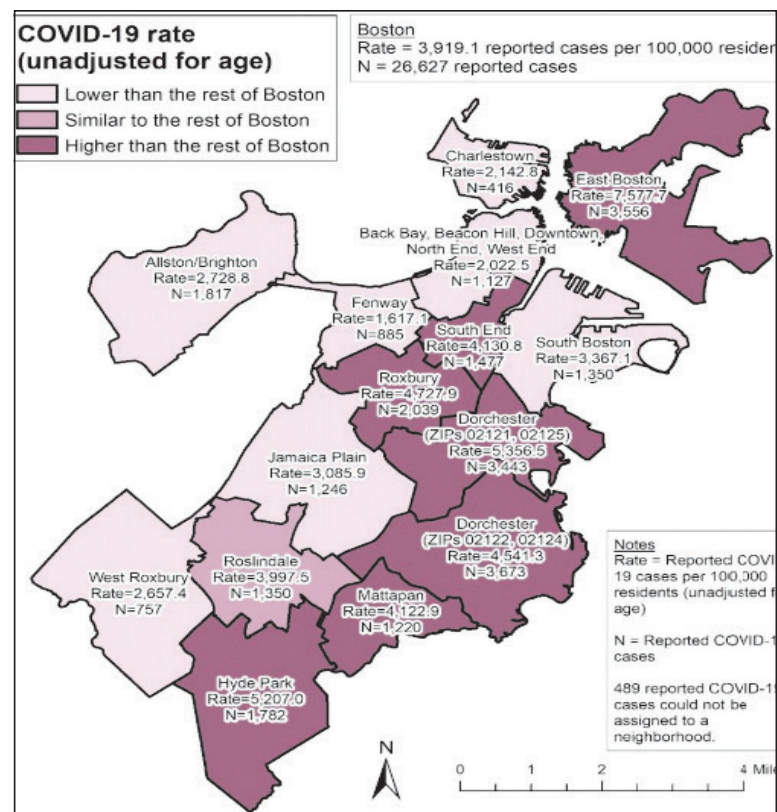 COVID-19 rate
(unadjusted for age)
Lower than the rest of Boston
Similar to the rest of Boston
Higher than the rest of Boston
Boston
Rate = 3,919.1 reported cases per 100,000 residen
N = 26,627 reported cases
Charlestown
Rate=2,142.8
N=416
East Boston
Rate=7,577.7
N=3,556
Back Bay, Beacon Hill, Downtown,
North End, West End
Rate=2,022.5
N=1,127
Allston/Brighton
Rate=2,728.8
N=1,817
Fenway
Rate=1,617.1
N=885
South End
Rate=4,130.8
N=1,477
South Boston
Rate=3,367.1
N=1,350
Roxbury
Rate=4,727.9
N=2,039
Dorchester
(ZIPs 02121, 02125)
Rate=5,356.5
N=3,443
Jamaica Plain
Rate=3,085.9
N=1,246
Dorchester
(ZIPs 02122, 02124)
Rate=4,541.3
N=3,673
West Roxbury
Rate=2,657.4
N=757
Roslindale
Rate=3,997.5
N=1,350
Mattapan
Rate=4,122.9
N=1,220
Hyde Park
Rate=5,207.0
N=1,782
Notes
Rate = Reported COVI
19 cases per 100,000
residents (unadjusted f
age)
N = Reported COVID-1
cases
489 reported COVID-19
cases could not be
assigned to a
neighborhood.
N
0 1 2 4 Mile